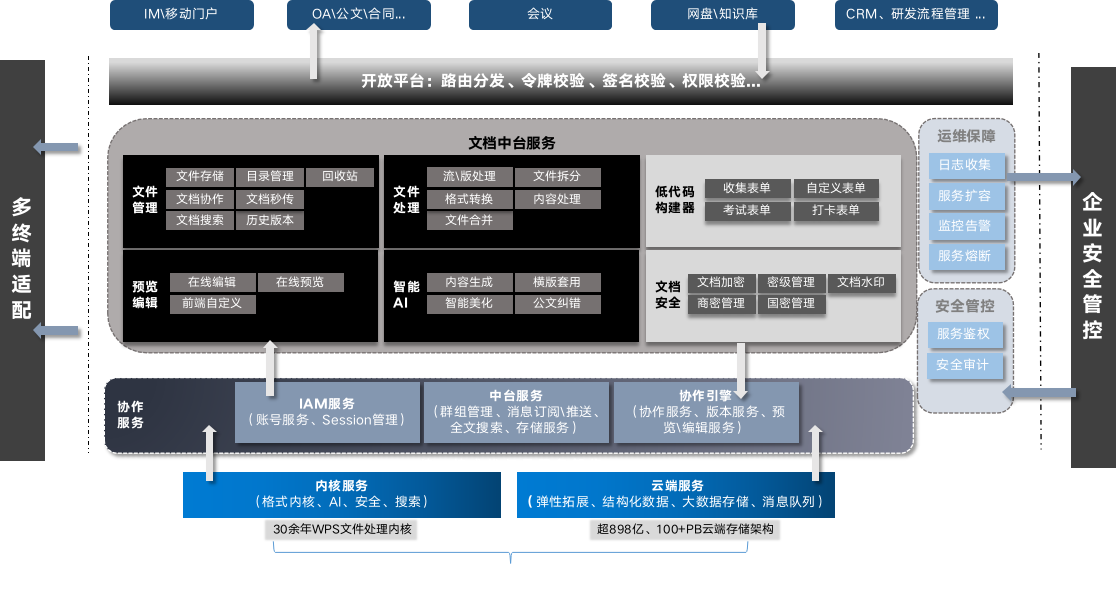 IM\移动门户
OA\公文\合同...
会议
网盘\知识库
CRM、研发流程管理 ...
开放平台：路由分发、令牌校验、签名校验、权限校验...
多终端适配
文档中台服务
文件
管理
文件存储
目录管理
回收站
文档协作
文档秒传
文档搜索
历史版本
文件
处理
流\版处理
文件拆分
格式转换
内容处理
文件合并
低代码
构建器
收集表单
自定义表单
考试表单
打卡表单
预览
编辑
在线编辑
在线预览
前端自定义
智能
AI
内容生成
横版套用
智能美化
公文纠错
文档
安全
文档加密
密级管理
文档水印
商密管理
国密管理
运维保障
日志收集
服务扩容
监控告警
服务熔断
安全管控
服务鉴权
安全审计
企业安全管控
协作
服务
IAM服务
（账号服务、Session管理）
中台服务
（群组管理、消息订阅\推送、
全文搜索、存储服务）
协作引擎
（协作服务、版本服务、预
览\编辑服务）
内核服务
（格式内核、AI、安全、搜索）
云端服务
（弹性拓展、结构化数据、大数据存储、消息队列）
30余年WPS文件处理内核
超898亿、100+PB云端存储架构